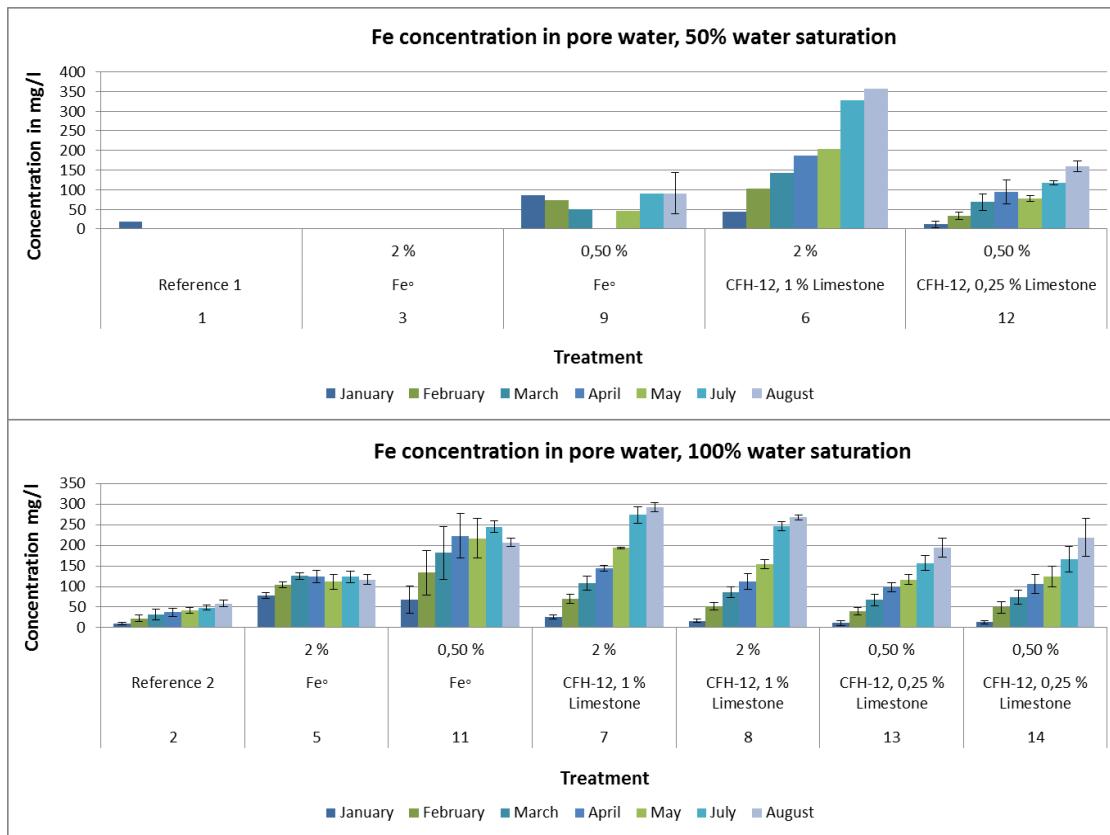 Fe concentration in pore water, 50% water saturation
Concentration in mg/l
400
350
300
250
200
150
100
50
0
2 % 0,50 % 2 % 0,50 %
Reference 1 Fe° Fe° CFH-12, 1 % Limestone CFH-12, 0,25 % Limestone
1 3 9 6 12
Treatment
January February March April May July August
Fe concentration in pore water, 100% water saturation
Concentration mg/l
350
300
250
200
150
100
50
0
2 % 0,50 % 2 % 2 % 0,50 % 0,50 %
Reference 2 Fe° Fe° CFH-12, 1 % CFH-12, 1 % CFH-12, 0,25 % CFH-12, 0,25 %
Limestone Limestone Limestone Limestone
2 5 11 7 8 13 14
Treatment
January February March April May July August